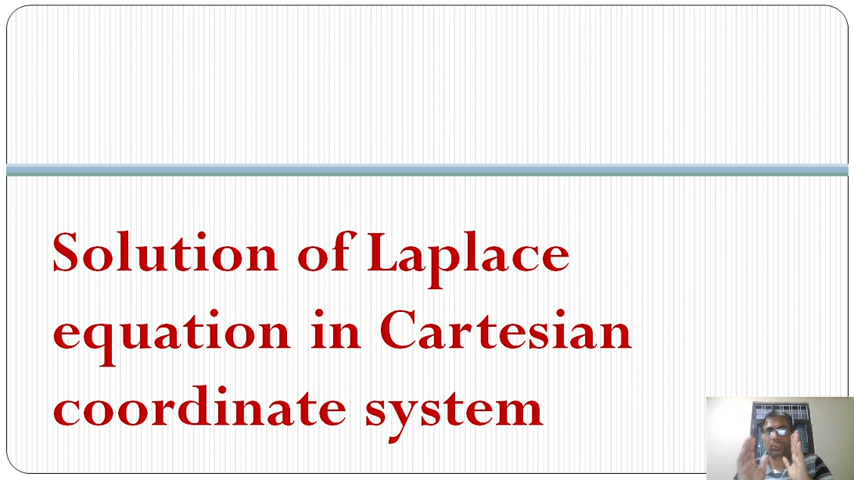 Solution of Laplace
equation in Cartesian
coordinate system